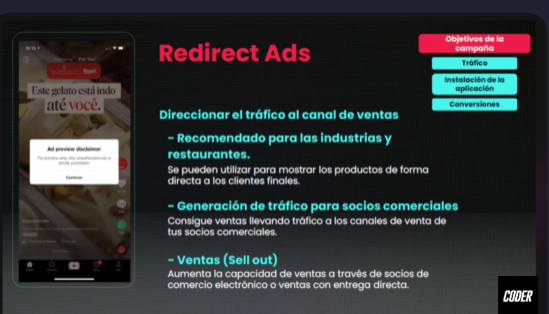 Redirect Ads
Objetivos de la
campaña
Tráfico
Instalación de la
aplicación
Conversiones
Direccionar el tráfico al canal de ventas
- Recomendado para las industrias y
restaurantes.
Se pueden utilizar para mostrar los productos de forma
directa a los clientes finales.
- Generación de tráfico para socios comerciales
Consigue ventas llevando tráfico a los canales de venta de
tus socios comerciales.
- Ventas (Sell out)
Aumenta la capacidad de ventas a través de socios de
comercio electrónico o ventas con entrega directa.
For You
Este gelato está indo
até você.
Ad preview disclaimer
Continue
CODER